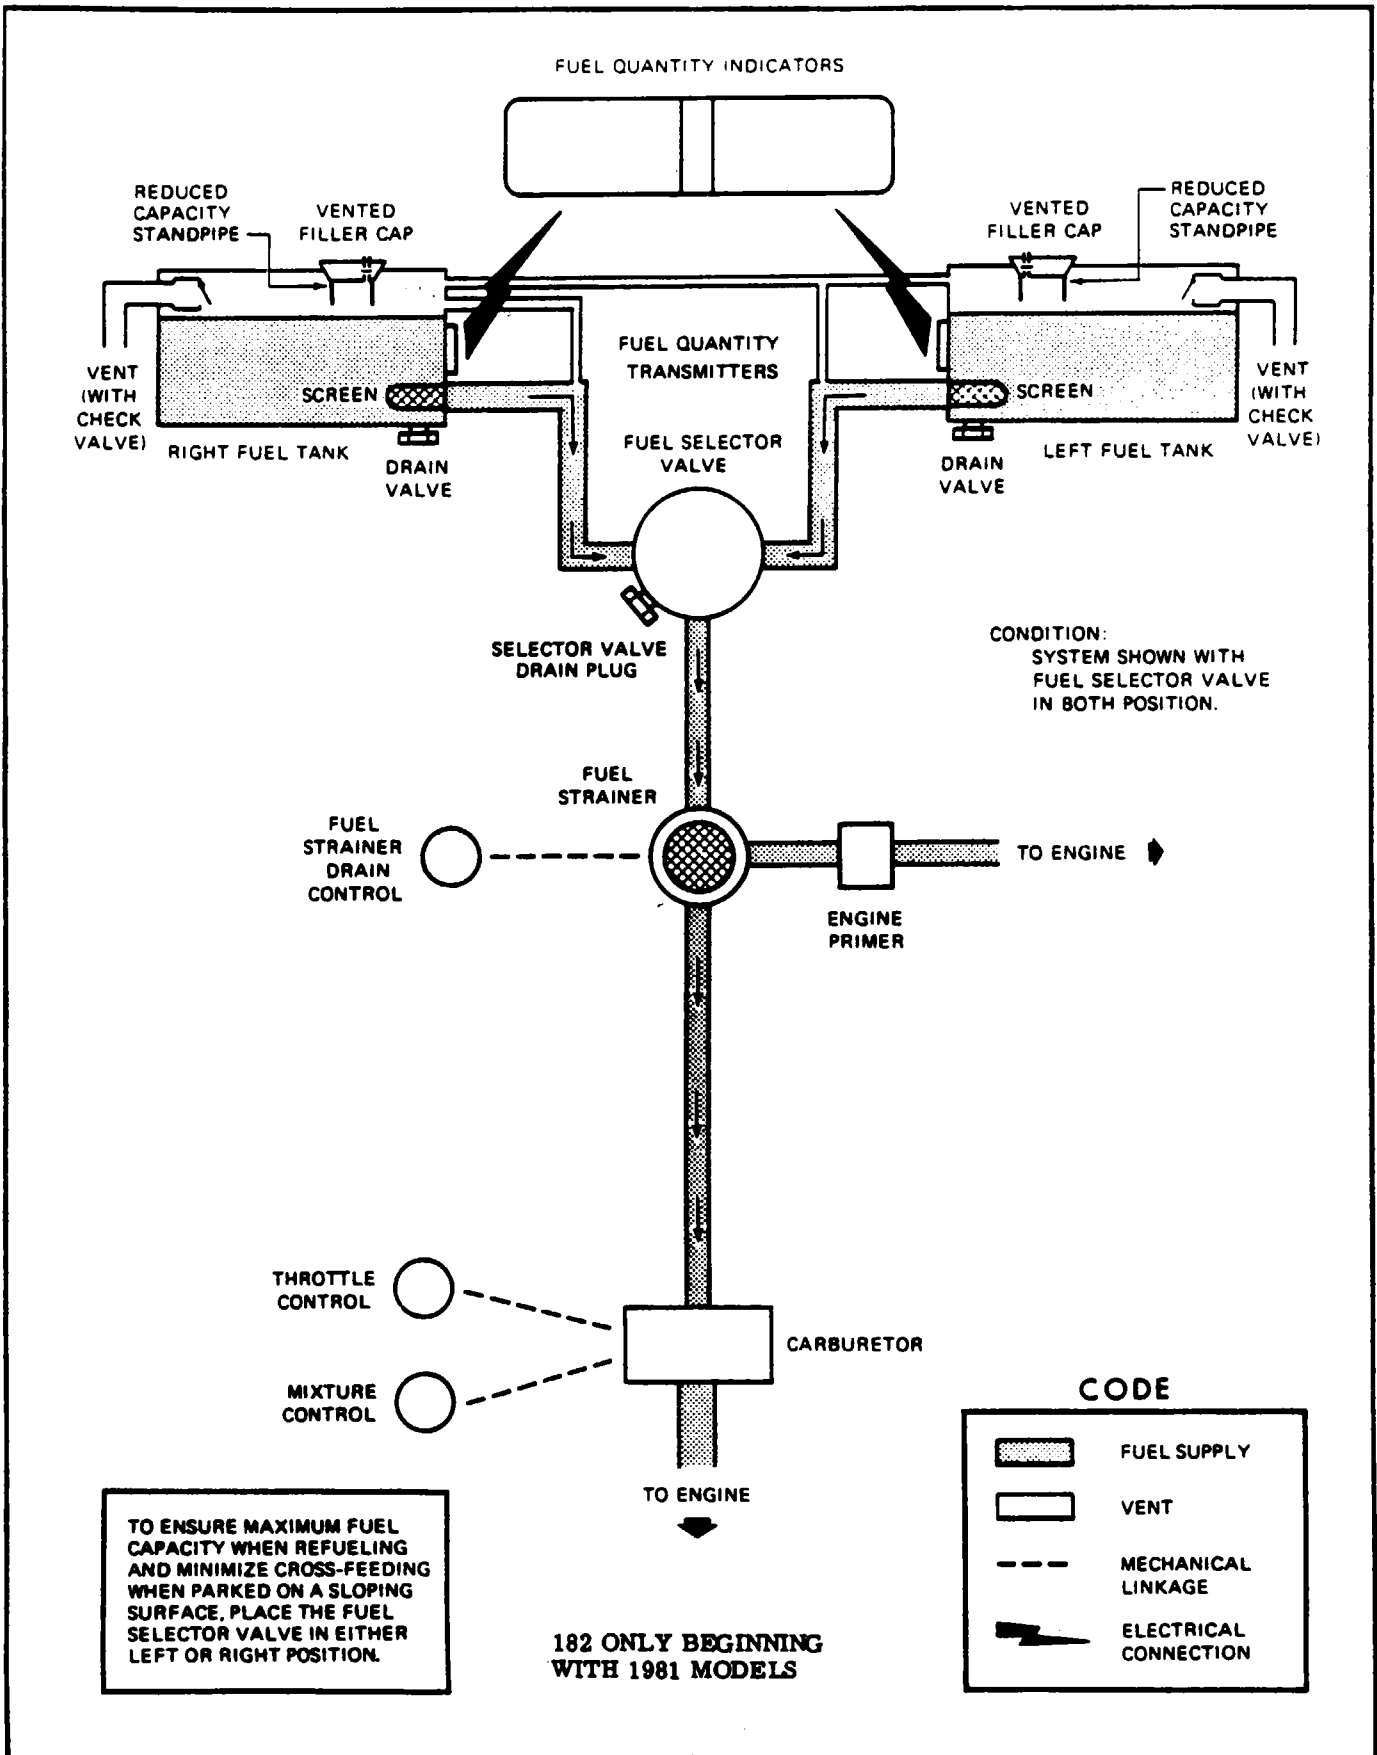 FUEL QUANTITY INDICATORS
REDUCED
CAPACITY
STANDPIPE
VENTED
FILLER CAP
VENTED
FILLER CAP
REDUCED
CAPACITY
STANDPIPE
VENT
(WITH
CHECK
VALVE)
SCREEN
RIGHT FUEL TANK
DRAIN
VALVE
FUEL QUANTITY
TRANSMITTERS
FUEL SELECTOR
VALVE
SCREEN
LEFT FUEL TANK
DRAIN
VALVE
VENT
(WITH
CHECK
VALVE)
SELECTOR VALVE
DRAIN PLUG
CONDITION:
SYSTEM SHOWN WITH
FUEL SELECTOR VALVE
IN BOTH POSITION.
FUEL
STRAINER
FUEL
STRAINER
DRAIN
CONTROL
TO ENGINE
ENGINE
PRIMER
THROTTLE
CONTROL
CARBURETOR
MIXTURE
CONTROL
TO ENGINE
CODE
FUEL SUPPLY
VENT
MECHANICAL
LINKAGE
ELECTRICAL
CONNECTION
TO ENSURE MAXIMUM FUEL
CAPACITY WHEN REFUELING
AND MINIMIZE CROSS-FEEDING
WHEN PARKED ON A SLOPING
SURFACE, PLACE THE FUEL
SELECTOR VALVE IN EITHER
LEFT OR RIGHT POSITION.
182 ONLY BEGINNING
WITH 1981 MODELS